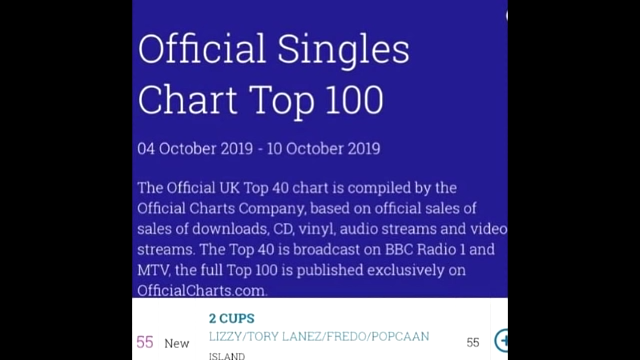 Official Singles
Chart Top 100
04 October 2019 - 10 October 2019
The Official UK Top 40 chart is compiled by the
Official Charts Company, based on official sales of
sales of downloads, CD, vinyl, audio streams and video
streams. The Top 40 is broadcast on BBC Radio 1 and
MTV, the full Top 100 is published exclusively on
OfficialCharts.com.
2 CUPS
55 New LIZZY/TORY LANEZ/FREDO/POPCAAN 55
ISLAND